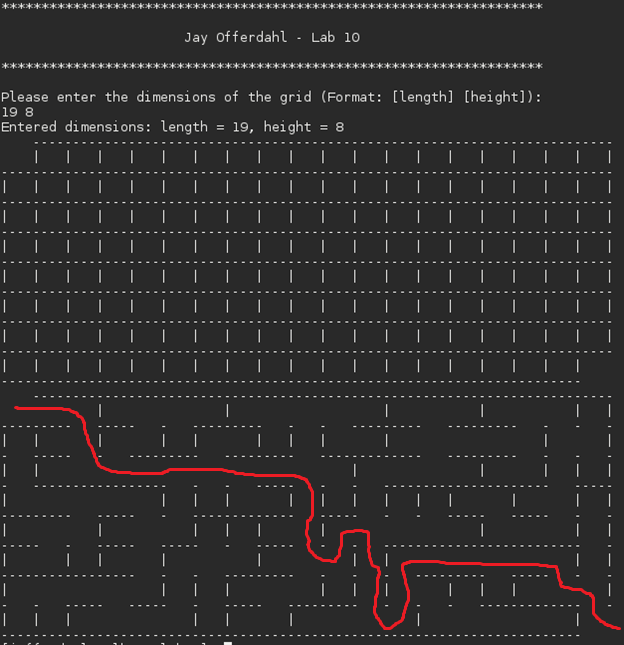 ********************************************************************
Jay Offerdahl - Lab 10
********************************************************************
Please enter the dimensions of the grid (Format: [length] [height]):
19 8
Entered dimensions: length = 19, height = 8